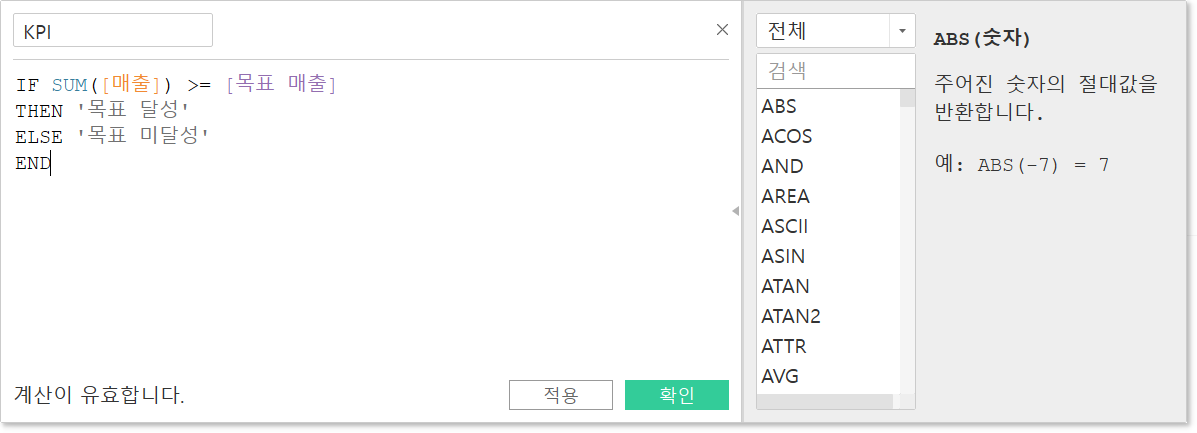 KPI
IF SUM([매출]) >= [목표 매출]
THEN '목표 달성'
ELSE '목표 미달성'
END
계산이 유효합니다.
적용
확인
전체
검색
ABS
ACOS
AND
AREA
ASCII
ASIN
ATAN
ATAN2
ATTR
AVG
ABS(숫자)
주어진 숫자의 절대값을
반환합니다.
예: ABS(-7) = 7